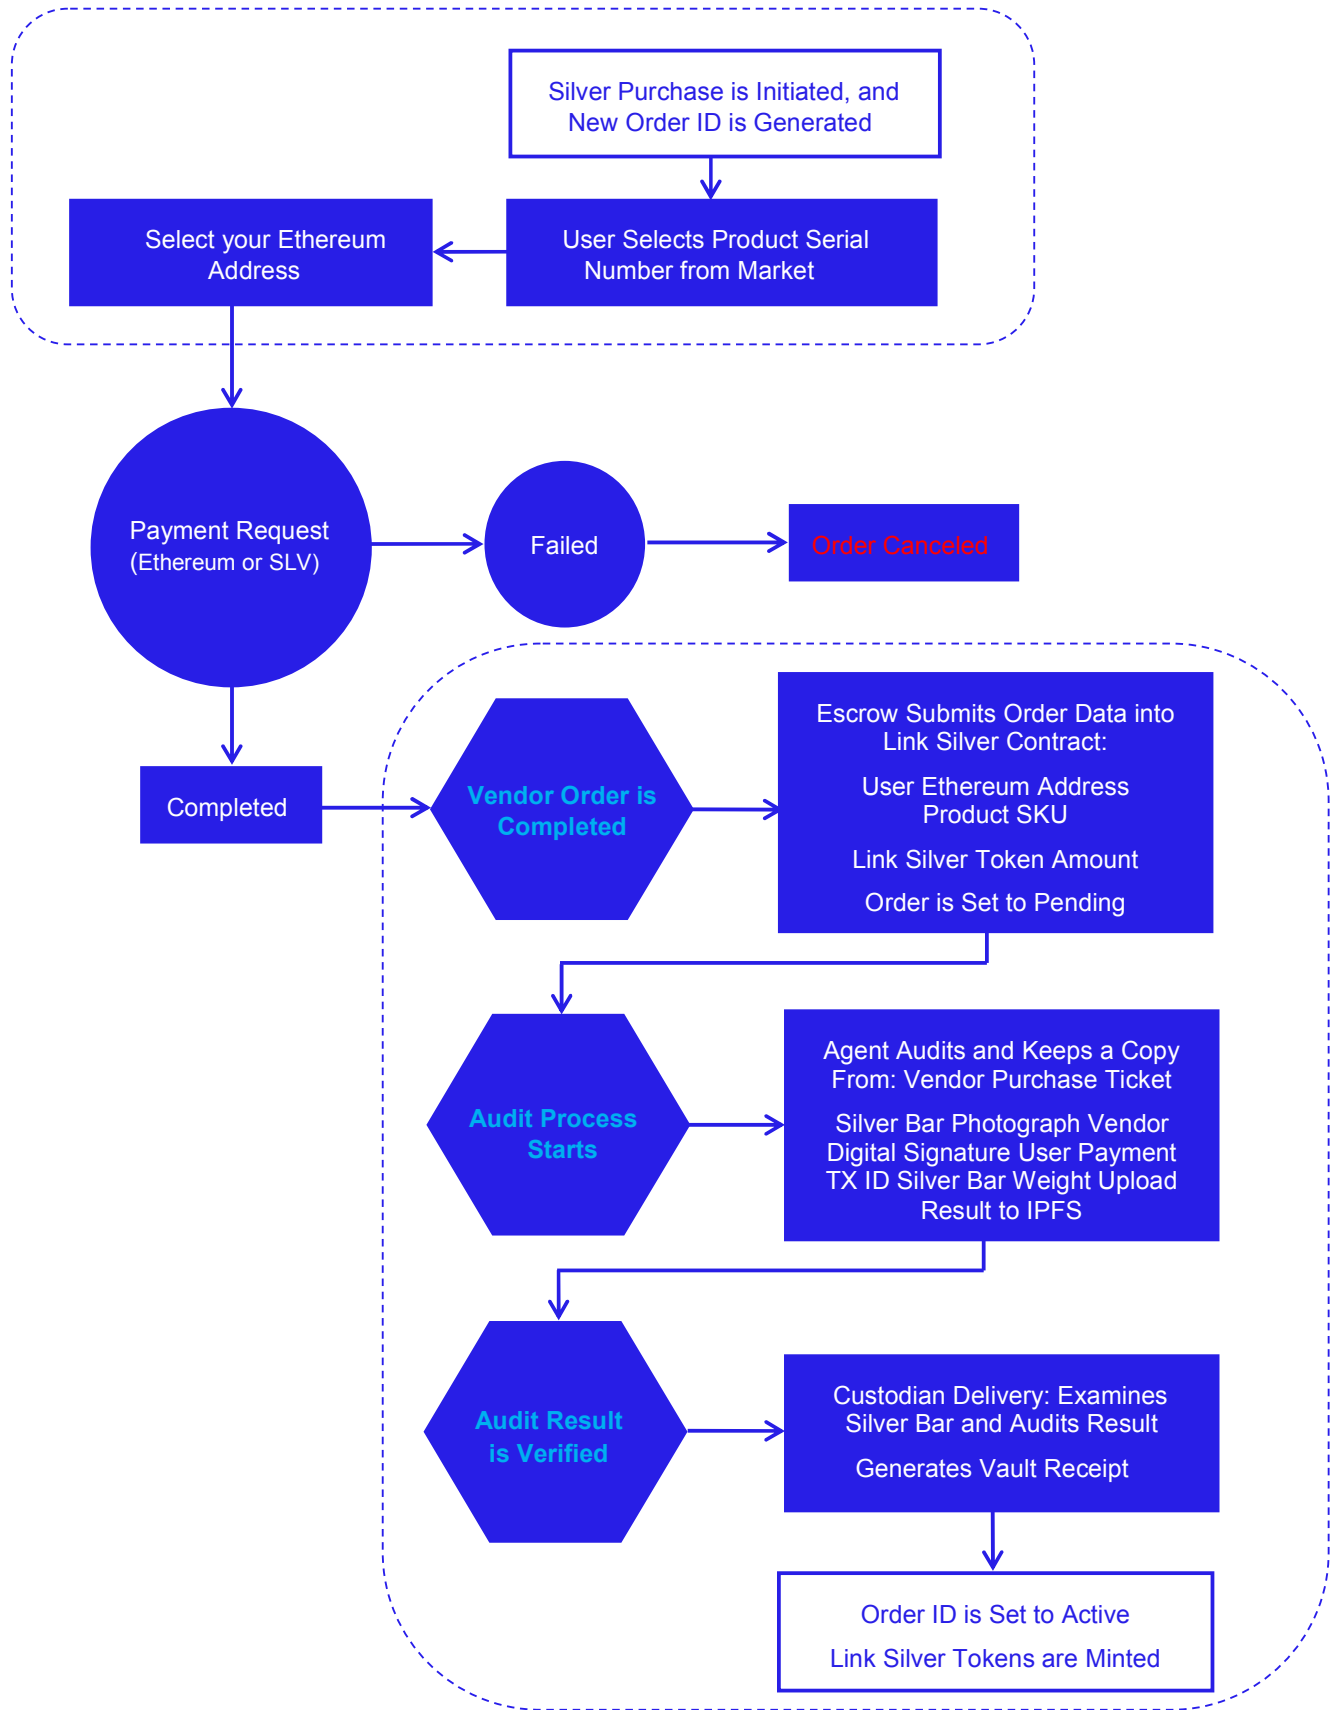 Silver Purchase is Initiated, and
New Order ID is Generated
Select your Ethereum
Address
User Selects Product Serial
Number from Market
Payment Request
(Ethereum or SLV)
Failed
Order Canceled
Completed
Vendor Order is
Completed
Escrow Submits Order Data into
Link Silver Contract:
User Ethereum Address
Product SKU
Link Silver Token Amount
Order is Set to Pending
Audit Process
Starts
Agent Audits and Keeps a Copy
From: Vendor Purchase Ticket
Silver Bar Photograph Vendor
Digital Signature User Payment
TX ID Silver Bar Weight Upload
Result to IPFS
Audit Result
is Verified
Custodian Delivery: Examines
Silver Bar and Audits Result
Generates Vault Receipt
Order ID is Set to Active
Link Silver Tokens are Minted